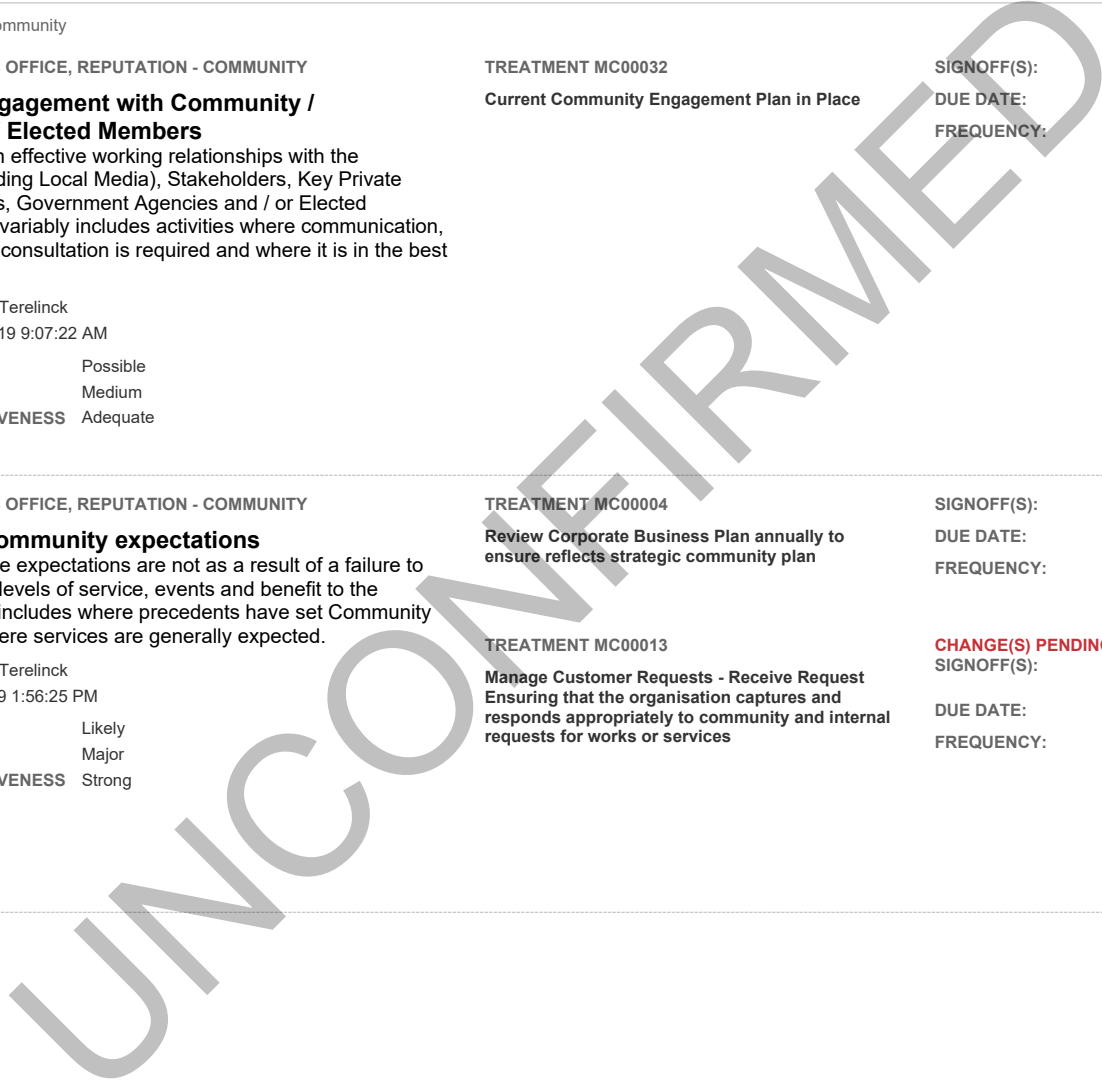 ommunity
OFFICE, REPUTATION - COMMUNITY
gagement with Community /
Elected Members
n effective working relationships with the
ding Local Media), Stakeholders, Key Private
s, Government Agencies and / or Elected
variably includes activities where communication,
consultation is required and where it is in the best
Terelinck
19 9:07:22 AM
Possible
Medium
VENESS Adequate
TREATMENT MC00032
Current Community Engagement Plan in Place
SIGNOFF(S):
DUE DATE:
FREQUENCY:
OFFICE, REPUTATION - COMMUNITY
ommunity expectations
e expectations are not as a result of a failure to
levels of service, events and benefit to the
includes where precedents have set Community
ere services are generally expected.
Terelinck
9 1:56:25 PM
Likely
Major
VENESS Strong
TREATMENT MC00004
Review Corporate Business Plan annually to
ensure reflects strategic community plan
SIGNOFF(S):
DUE DATE:
FREQUENCY:
TREATMENT MC00013
Manage Customer Requests - Receive Request
Ensuring that the organisation captures and
responds appropriately to community and internal
requests for works or services
CHANGE(S) PENDING
SIGNOFF(S):
DUE DATE:
FREQUENCY:
UNCONFIRMED